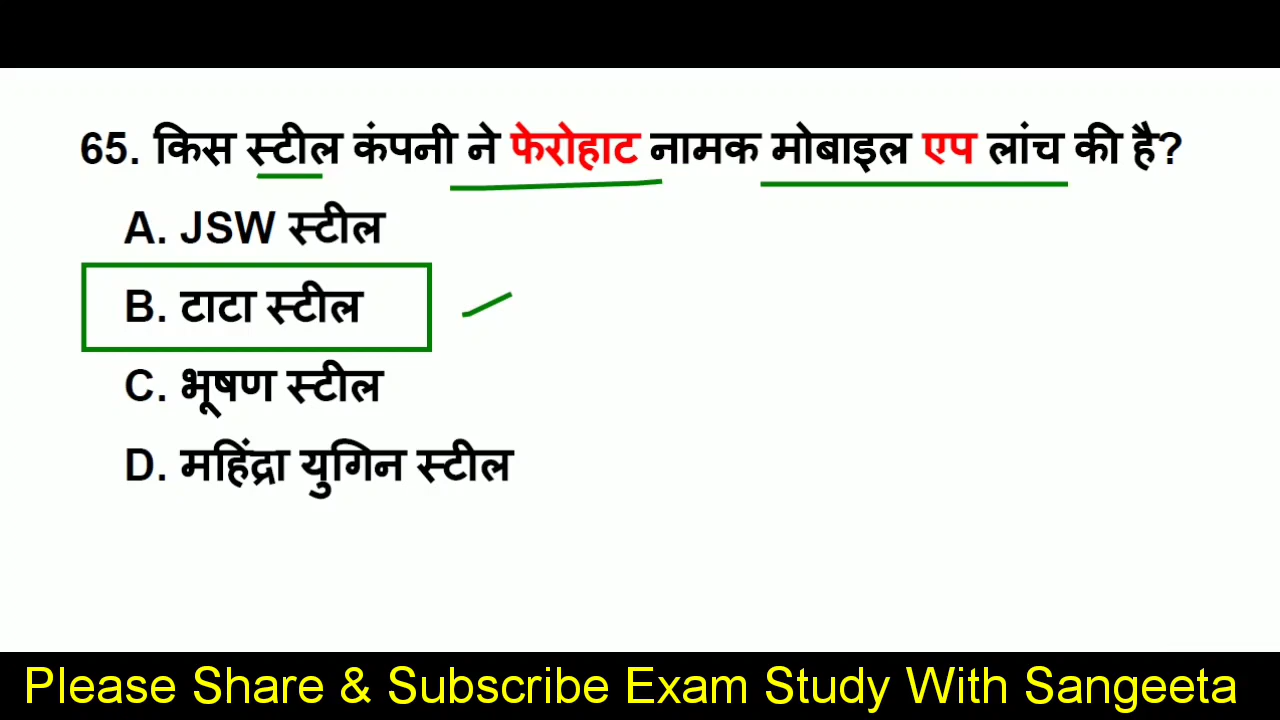 65. किस स्टील कंपनी ने फेरोहाट नामक मोबाइल एप लांच की है?
A. JSW स्टील
B. टाटा स्टील
C. भूषण स्टील
D. महिंद्रा युगिन स्टील
Please Share & Subscribe Exam Study With Sangeeta